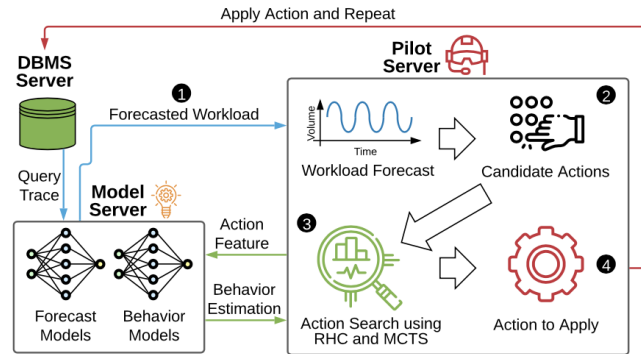 Apply Action and Repeat
DBMS
Server
Pilot
Server
1
Forecasted Workload
2
Volume
Time
Workload Forecast
Candidate Actions
Query
Trace
Model
Server
Action
Feature
3
4
Behavior
Estimation
Forecast
Models
Behavior
Models
Action Search using
RHC and MCTS
Action to Apply